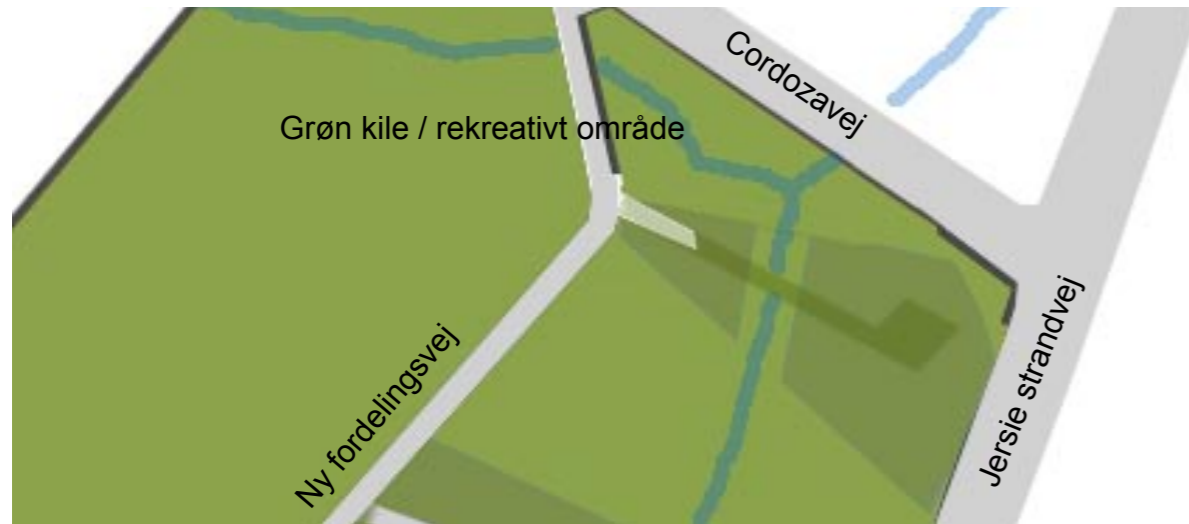 Cordozavej
Grøn kile / rekreativt område
Ny fordelingsvej
Jersie strandvej